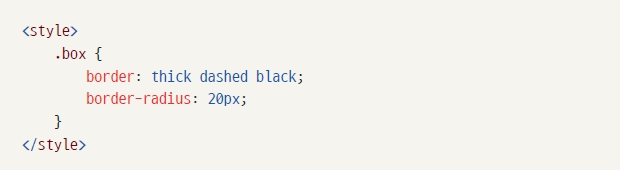 <style>
    .box {
        border: thick dashed black;
        border-radius: 20px;
    }
</style>